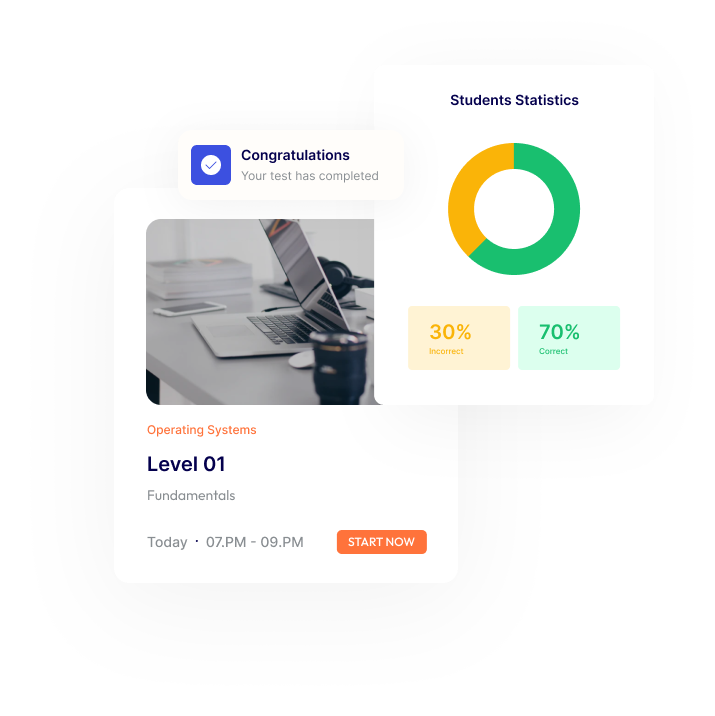 Students Statistics
Congratulations
Your test has completed
30%
Incorrect
70%
Correct
Operating Systems
Level 01
Fundamentals
Today · 07.PM - 09.PM
START NOW